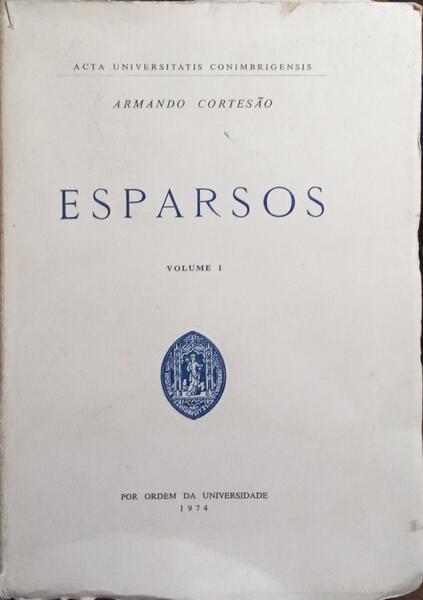 ACTA UNIVERSITATIS CONIMBRIGENSIS
ARMANDO CORTESÃO
ESPARSOS
VOLUME I
POR ORDEM DA UNIVERSIDADE
1974